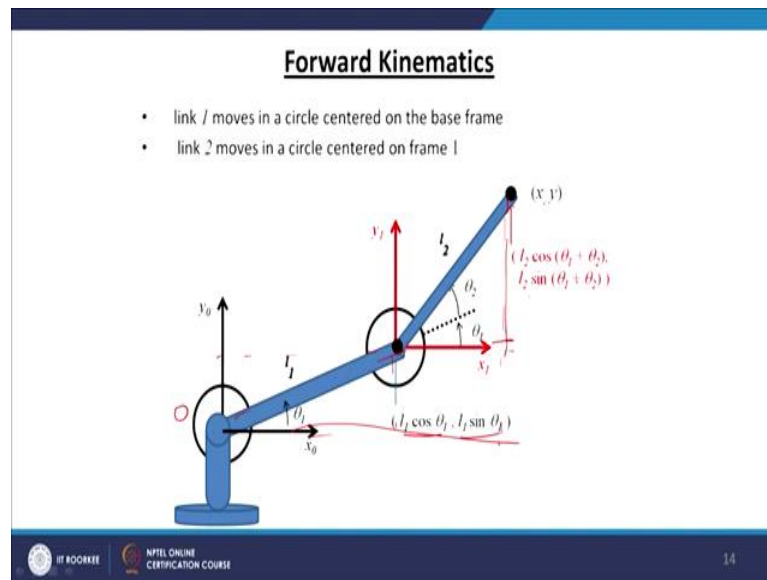 Forward Kinematics
• link 1 moves in a circle centered on the base frame
• link 2 moves in a circle centered on frame 1
(x, y)
y₁
l₂
(l₂ cos (θ₁ + θ₂),
l₂ sin (θ₁ + θ₂) )
θ₂
y₀
θ₁
l₁
x₁
O
θ₁
(l₁ cos θ₁ , l₁ sin θ₁ )
x₀
IIT ROORKEE
NPTEL ONLINE
CERTIFICATION COURSE
14